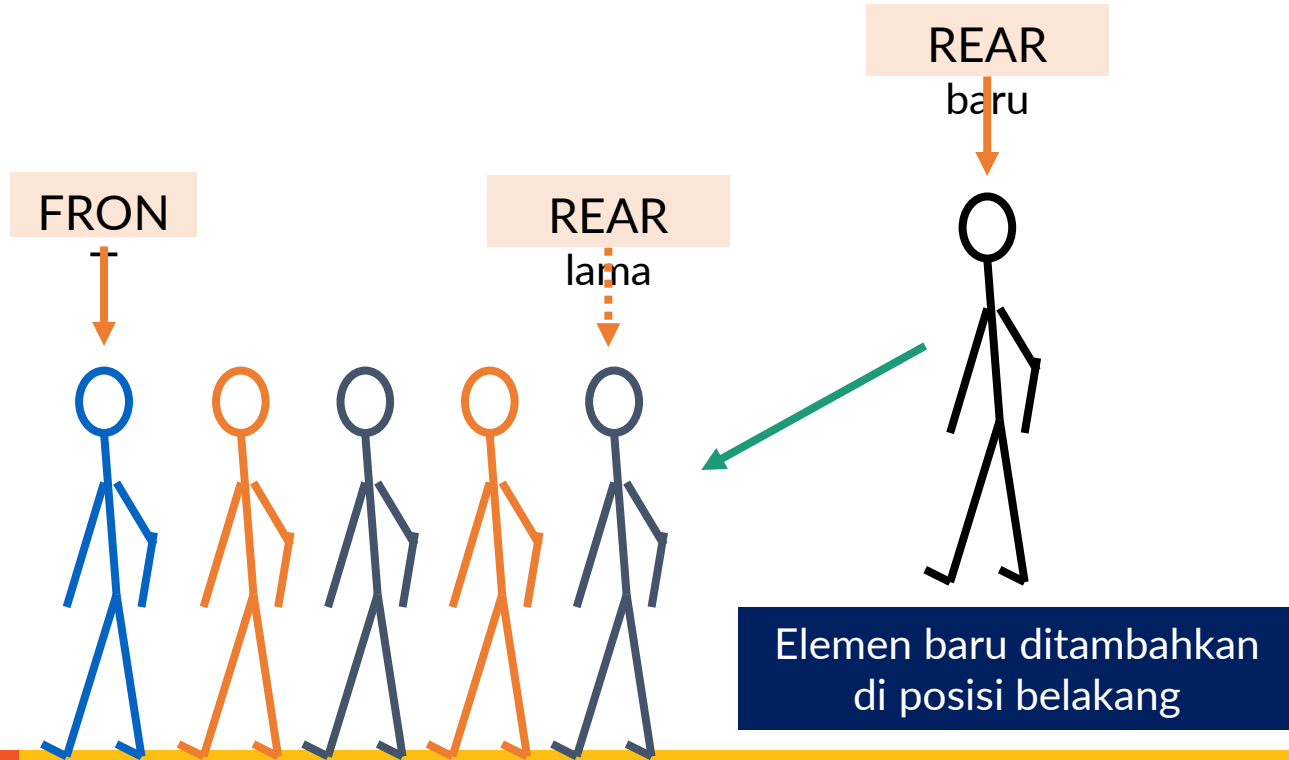 REAR
baru
FRON
T
REAR
lama
Elemen baru ditambahkan
di posisi belakang